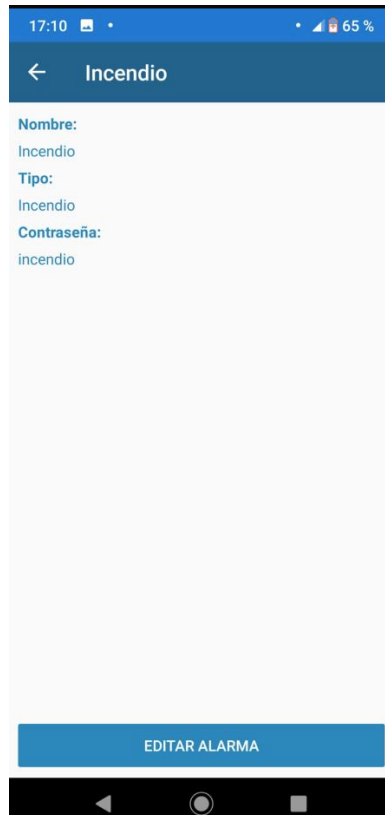 17:10 65 %
Incendio
Nombre:
Incendio
Tipo:
Incendio
Contraseña:
incendio
EDITAR ALARMA